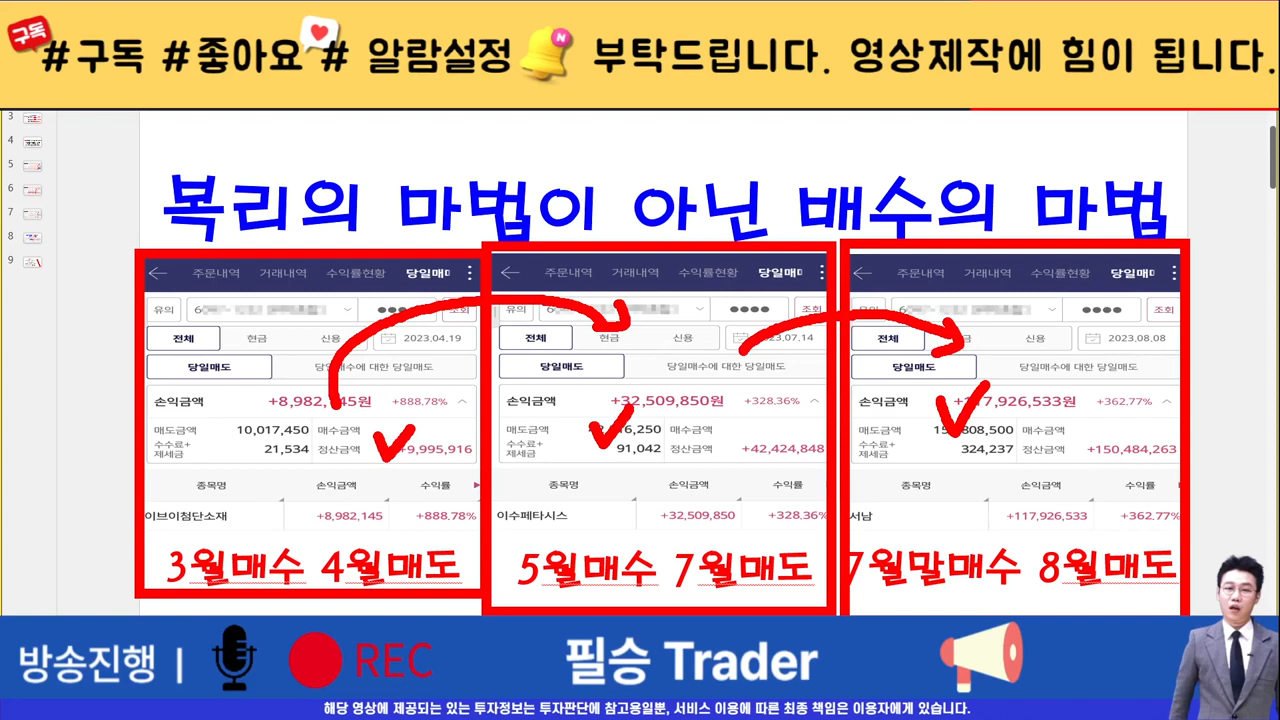 구독
#구독 #좋아요 # 알람설정 부탁드립니다. 영상제작에 힘이 됩니다.
N
3
4
5
6
7
8
9
복리의 마법이 아닌 배수의 마법
주문내역 거래내역 수익률현황 당일매
유의 6 조회
전체 현금 신용 2023.04.19
당일매도 당일매수에 대한 당일매도
손익금액 +888.78%
매도금액 10,017,450 매수금액
수수료+
제세금 21,534 정산금액 +9,995,916
종목명 손익금액 수익률
이브이첨단소재 +8,982,145 +888.78%
3월매수 4월매도
주문내역 거래내역 수익률현황 당일매
유의 6 조회
전체 현금 신용
당일매도 당일매수에 대한 당일매도
손익금액 +32,509,850원 +328,36%
매도금액 매수금액
수수료+
제세금 91,042 정산금액 +42,424,848
종목명 손익금액 수익률
이수페타시스 +32,509,850 +328,36%
5월매수 7월매도
주문내역 거래내역 수익률현황 당일매
6 조회
전체 신용 2023.08.08
당일매도 당일매수에 대한 당일매도
손익금액 +362,77%
매도금액 매수금액
수수료+
제세금 324,237 정산금액 +150,484,263
종목명 손익금액 수익률
서남 +117,926,533 +362,77%
7월말매수 8월매도
방송진행 | REC 필승 Trader
해당 영상에 제공되는 있는 투자정보는 투자판단에 참고용일뿐, 서비스 이용에 따른 최종 책임은 이용자에게 있습니다.